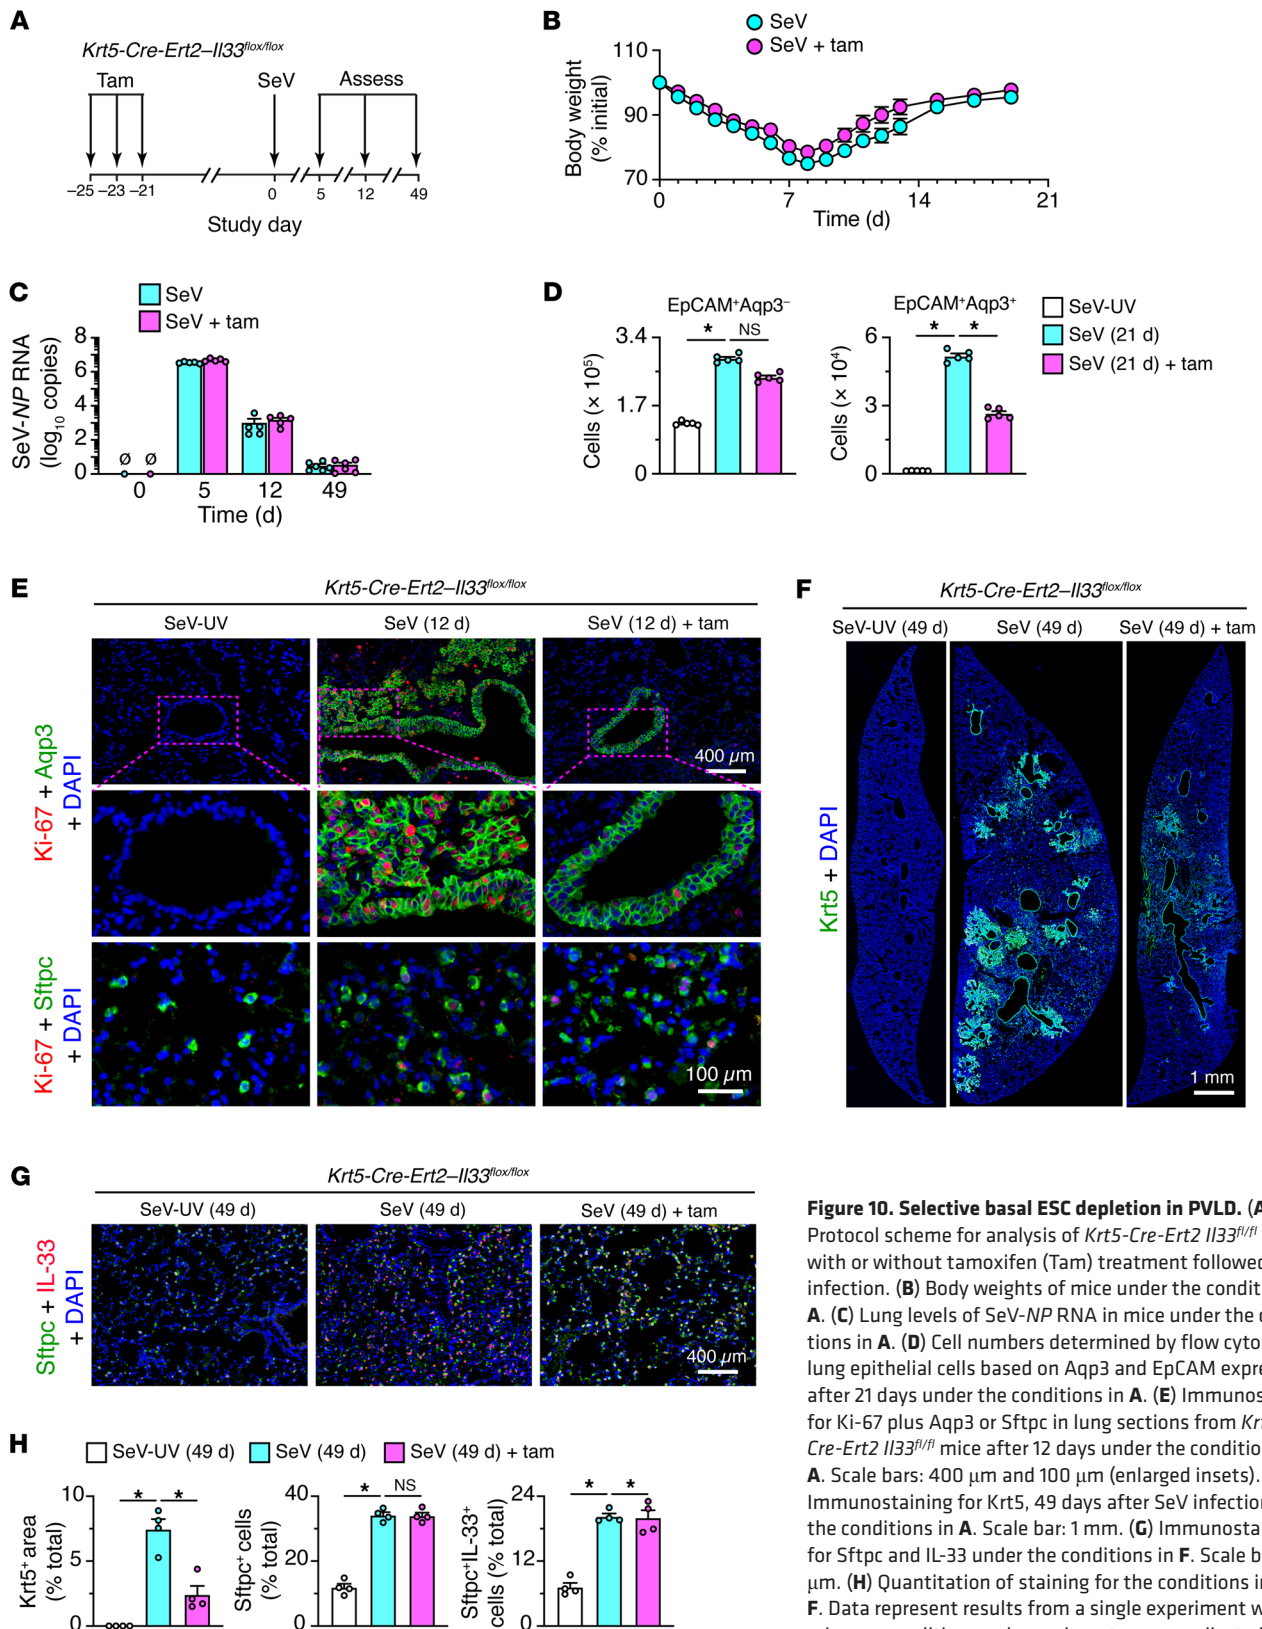 A
Krt5-Cre-Ert2–Il33flox/flox
Tam
SeV
Assess
–25 –23 –21 0 5 12 49
Study day
B
SeV
SeV + tam
Body weight
(% initial)
110
90
70
0 7 14 21
Time (d)
C
SeV
SeV + tam
SeV-NP RNA
(log10 copies)
8
6
4
2
0
Ø Ø
0 5 12 49
Time (d)
D
EpCAM+Aqp3–
EpCAM+Aqp3+
SeV-UV
SeV (21 d)
SeV (21 d) + tam
Cells (× 10⁵)
3.4
1.7
0
* NS
Cells (× 10⁴)
6
3
0
* *
E
Krt5-Cre-Ert2–Il33flox/flox
SeV-UV SeV (12 d) SeV (12 d) + tam
Ki-67 + Aqp3
+ DAPI
400 µm
Ki-67 + Sftpc
+ DAPI
100 µm
F
Krt5-Cre-Ert2–Il33flox/flox
SeV-UV (49 d) SeV (49 d) SeV (49 d) + tam
Krt5 + DAPI
1 mm
G
Krt5-Cre-Ert2–Il33flox/flox
SeV-UV (49 d) SeV (49 d) SeV (49 d) + tam
Sftpc + IL-33
+ DAPI
400 µm
H
SeV-UV (49 d) SeV (49 d) SeV (49 d) + tam
Krt5+ area
(% total)
10
5
0
* *
Sftpc+ cells
(% total)
40
20
0
* NS
Sftpc+IL-33+
cells (% total)
24
12
0
* *
Figure 10. Selective basal ESC depletion in PVLD. (A
Protocol scheme for analysis of Krt5-Cre-Ert2 Il33fl/fl
with or without tamoxifen (Tam) treatment followed
infection. (B) Body weights of mice under the condit
A. (C) Lung levels of SeV-NP RNA in mice under the c
tions in A. (D) Cell numbers determined by flow cyto
lung epithelial cells based on Aqp3 and EpCAM expre
after 21 days under the conditions in A. (E) Immunos
for Ki-67 plus Aqp3 or Sftpc in lung sections from Kr
Cre-Ert2 Il33fl/fl mice after 12 days under the conditio
A. Scale bars: 400 µm and 100 µm (enlarged insets).
Immunostaining for Krt5, 49 days after SeV infection
the conditions in A. Scale bar: 1 mm. (G) Immunosta
for Sftpc and IL-33 under the conditions in F. Scale b
µm. (H) Quantitation of staining for the conditions in
F. Data represent results from a single experiment w